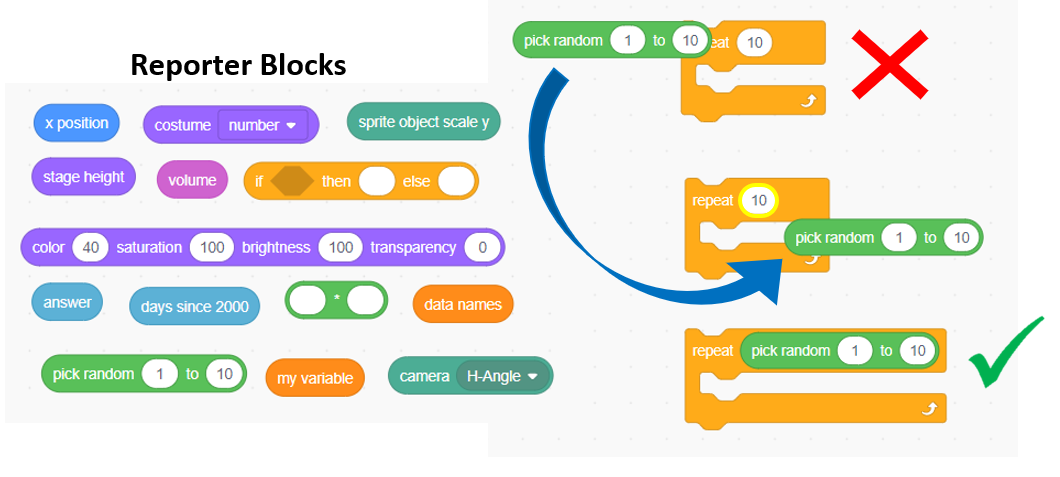 Reporter Blocks
x position
costume number
sprite object scale y
stage height
volume
if then else
color 40 saturation 100 brightness 100 transparency 0
answer
days since 2000
*
data names
pick random 1 to 10
my variable
camera H-Angle
pick random 1 to 10 eat 10
repeat 10
pick random 1 to 10
repeat pick random 1 to 10